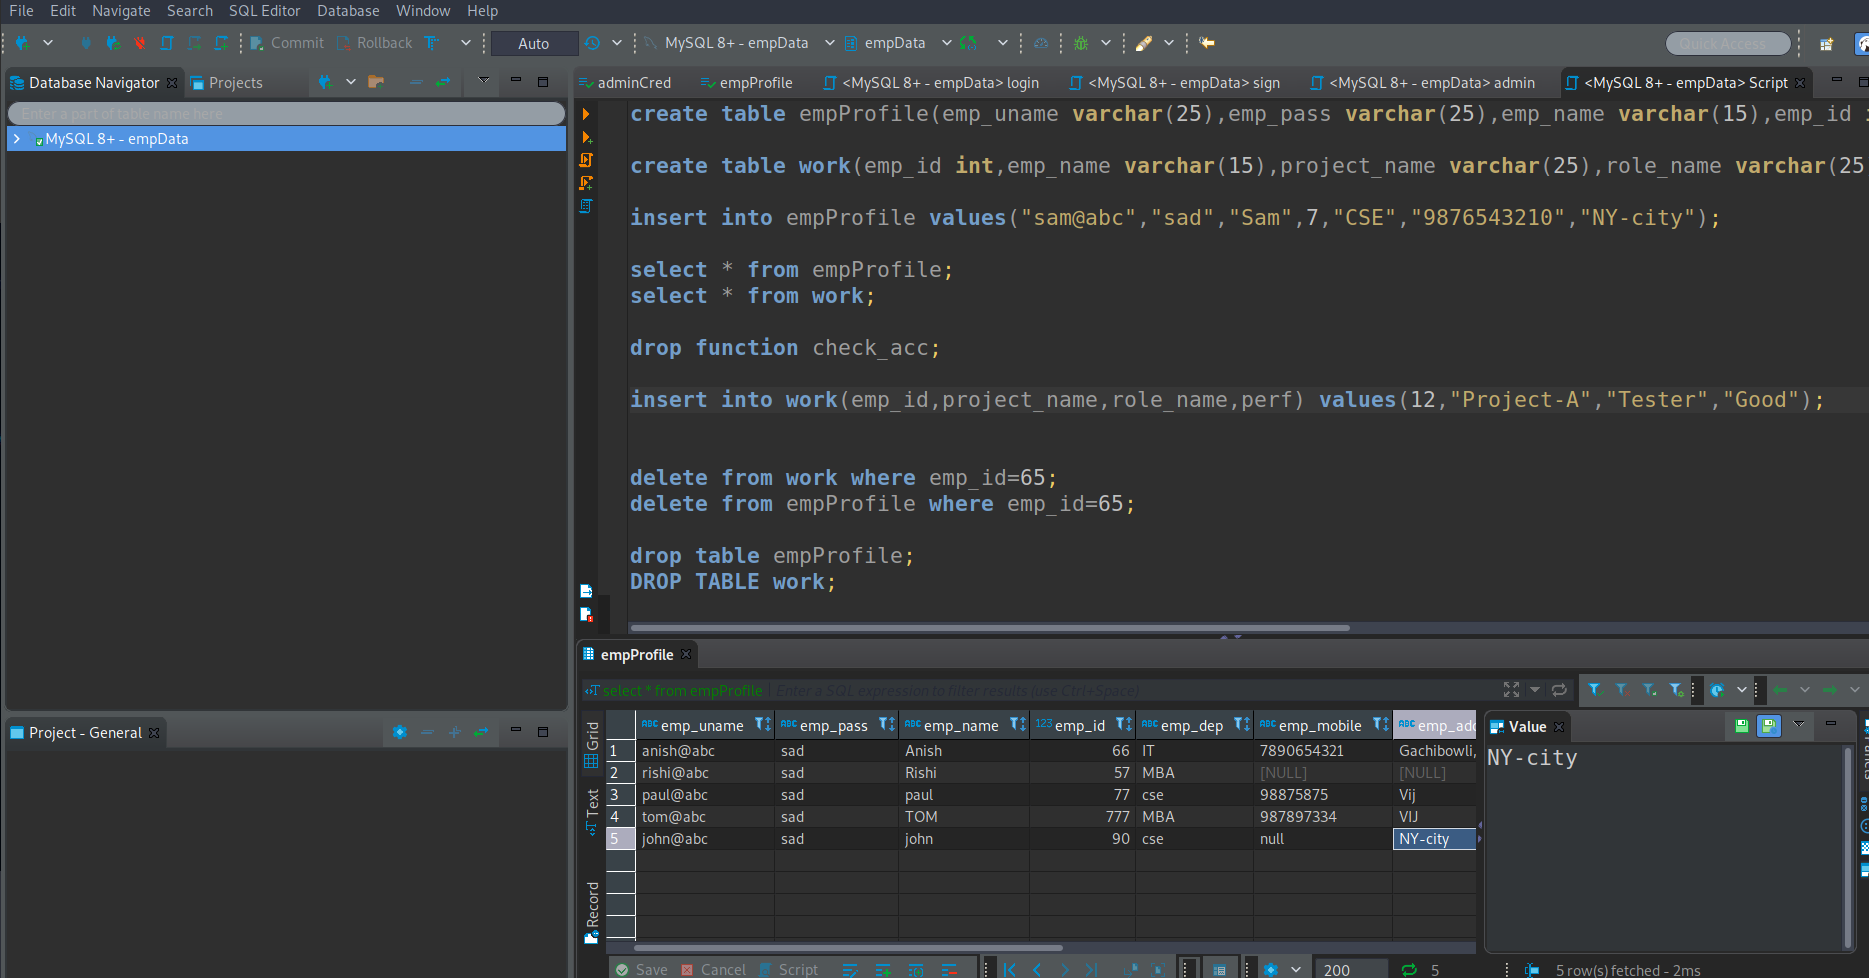 File Edit Navigate Search SQL Editor Database Window Help
Commit Rollback Auto MySQL 8+ - empData empData Quick Access
Database Navigator Projects
Enter a part of table name here
MySQL 8+ - empData
Project - General
adminCred empProfile <MySQL 8+ - empData> login <MySQL 8+ - empData> sign <MySQL 8+ - empData> admin <MySQL 8+ - empData> Script
create table empProfile(emp_uname varchar(25),emp_pass varchar(25),emp_name varchar(15),emp_id
create table work(emp_id int,emp_name varchar(15),project_name varchar(25),role_name varchar(25
insert into empProfile values("sam@abc","sad","Sam",7,"CSE","9876543210","NY-city");
select * from empProfile;
select * from work;
drop function check_acc;
insert into work(emp_id,project_name,role_name,perf) values(12,"Project-A","Tester","Good");
delete from work where emp_id=65;
delete from empProfile where emp_id=65;
drop table empProfile;
DROP TABLE work;
empProfile
select * from empProfile Enter a SQL expression to filter results (use Ctrl+Space)
Grid
Text
Record
ABC emp_uname ABC emp_pass ABC emp_name 123 emp_id ABC emp_dep ABC emp_mobile ABC emp_add
1 anish@abc sad Anish 66 IT 7890654321 Gachibowli,
2 rishi@abc sad Rishi 57 MBA [NULL] [NULL]
3 paul@abc sad paul 77 cse 98875875 Vij
4 tom@abc sad TOM 777 MBA 987897334 VIJ
5 john@abc sad john 90 cse null NY-city
Value
NY-city
Save Cancel Script 200 5 5 row(s) fetched - 2ms